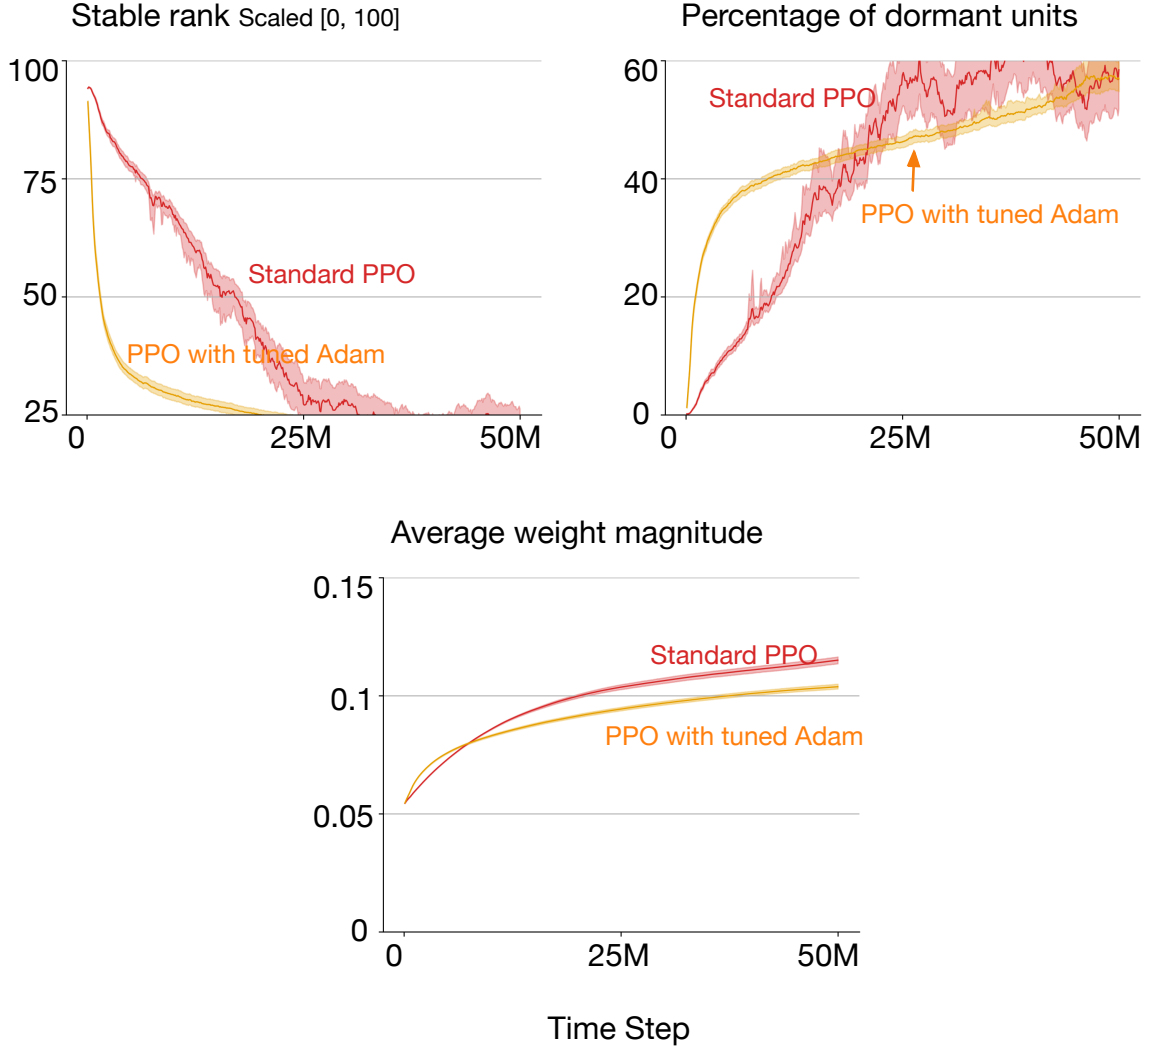 Stable rank Scaled [0, 100]
100
75
50
25
0
25M
50M
Standard PPO
PPO with tuned Adam
Percentage of dormant units
60
40
20
0
0
25M
50M
Standard PPO
PPO with tuned Adam
Average weight magnitude
0.15
0.1
0.05
0
0
25M
50M
Standard PPO
PPO with tuned Adam
Time Step